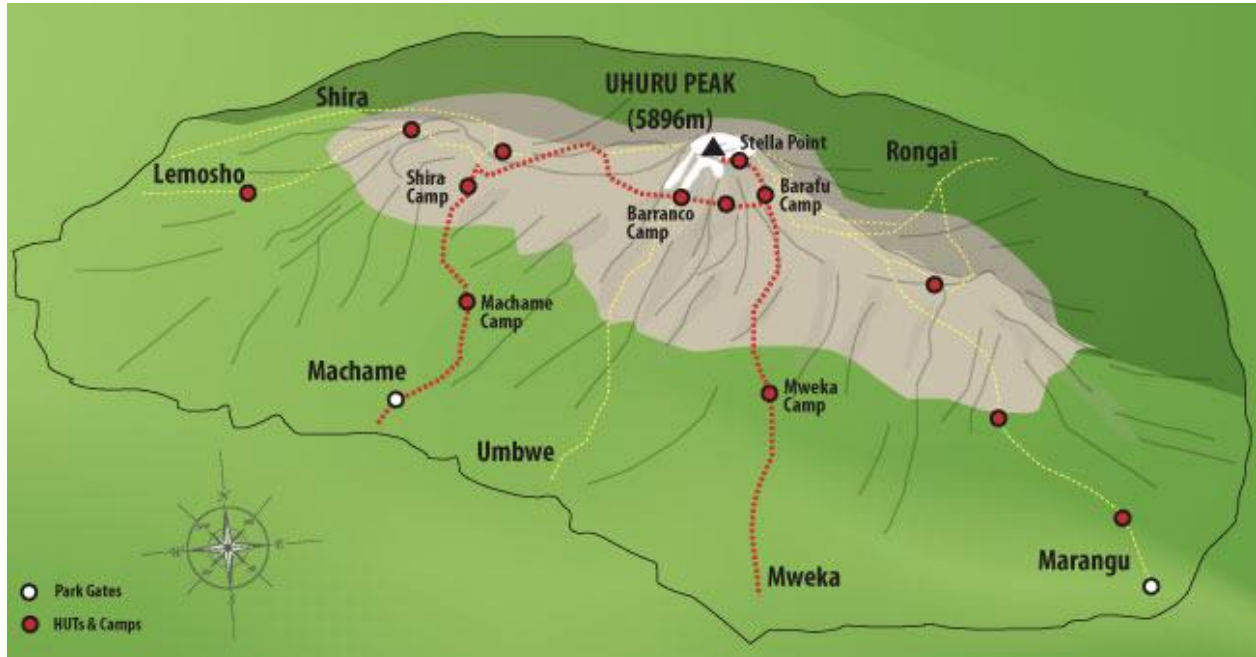 UHURU PEAK
(5896m)
Shira
Stella Point
Rongai
Lemosho
Shira
Camp
Barranco
Camp
Barafu
Camp
Machame
Camp
Machame
Mweka
Camp
Umbwe
Marangu
Mweka
Park Gates
HUTs & Camps